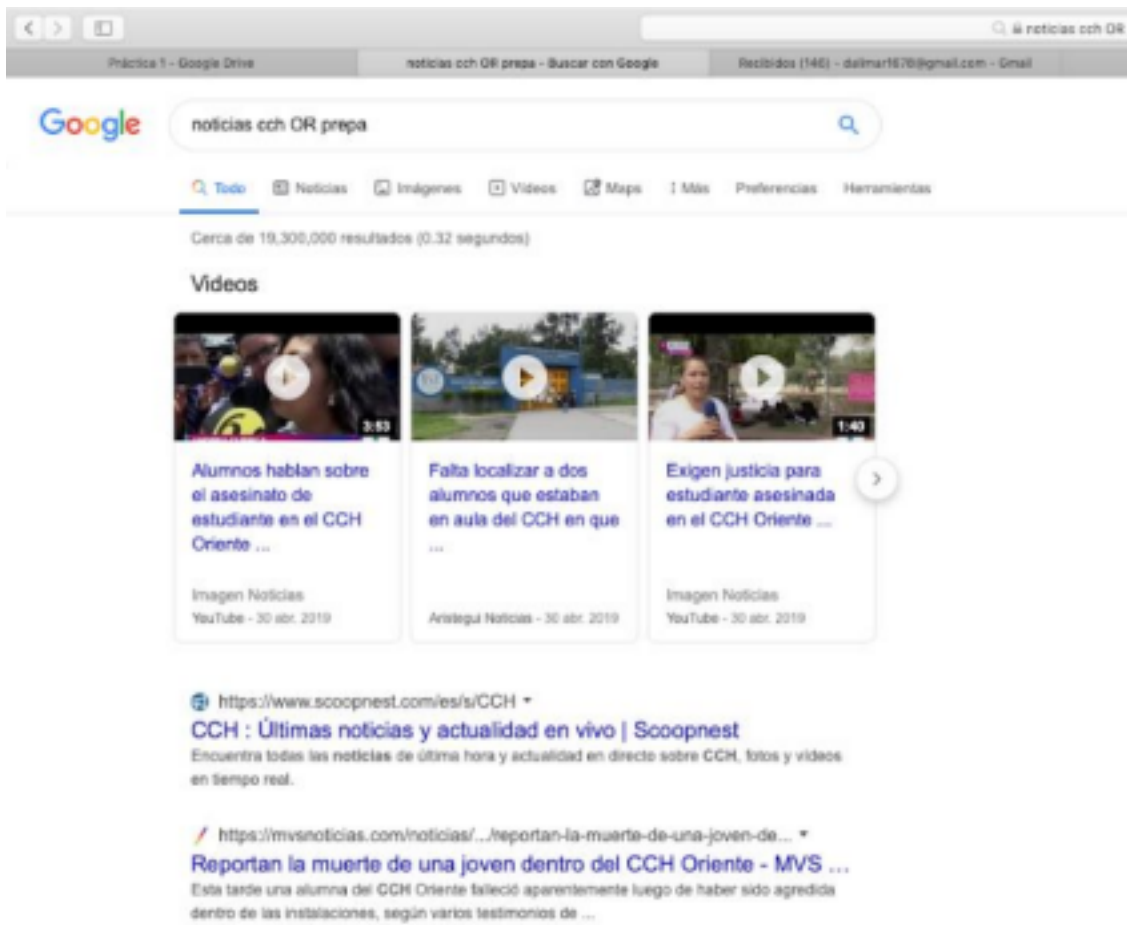 noticias cch OR
Práctica 1 - Google Drive
noticias cch OR prepa - Buscar con Google
Recibidos (146) - dalmar1678@gmail.com - Gmail
Google
noticias cch OR prepa
Todo Noticias Imágenes Videos Maps Más Preferencias Herramientas
Cerca de 19,300,000 resultados (0.32 segundos)
Videos
3:53
Alumnos hablan sobre
el asesinato de
estudiante en el CCH
Oriente ...
Imagen Noticias
YouTube - 30 abr. 2019
Falta localizar a dos
alumnos que estaban
en aula del CCH en que
...
Aristegui Noticias - 30 abr. 2019
1:40
Exigen justicia para
estudiante asesinada
en el CCH Oriente ...
Imagen Noticias
YouTube - 30 abr. 2019
https://www.scoopnest.com/es/s/CCH
CCH : Últimas noticias y actualidad en vivo | Scoopnest
Encuentra todas las noticias de última hora y actualidad en directo sobre CCH, fotos y vídeos
en tiempo real.
https://mvsnoticias.com/noticias/.../reportan-la-muerte-de-una-joven-de...
Reportan la muerte de una joven dentro del CCH Oriente - MVS ...
Esta tarde una alumna del CCH Oriente falleció aparentemente luego de haber sido agredida
dentro de las instalaciones, según varios testimonios de ...